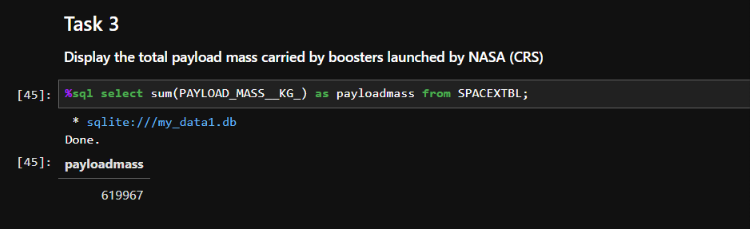 Task 3
Display the total payload mass carried by boosters launched by NASA (CRS)
[45]: %sql select sum(PAYLOAD_MASS__KG_) as payloadmass from SPACEXTBL;
* sqlite:///my_data1.db
Done.
[45]: payloadmass
619967